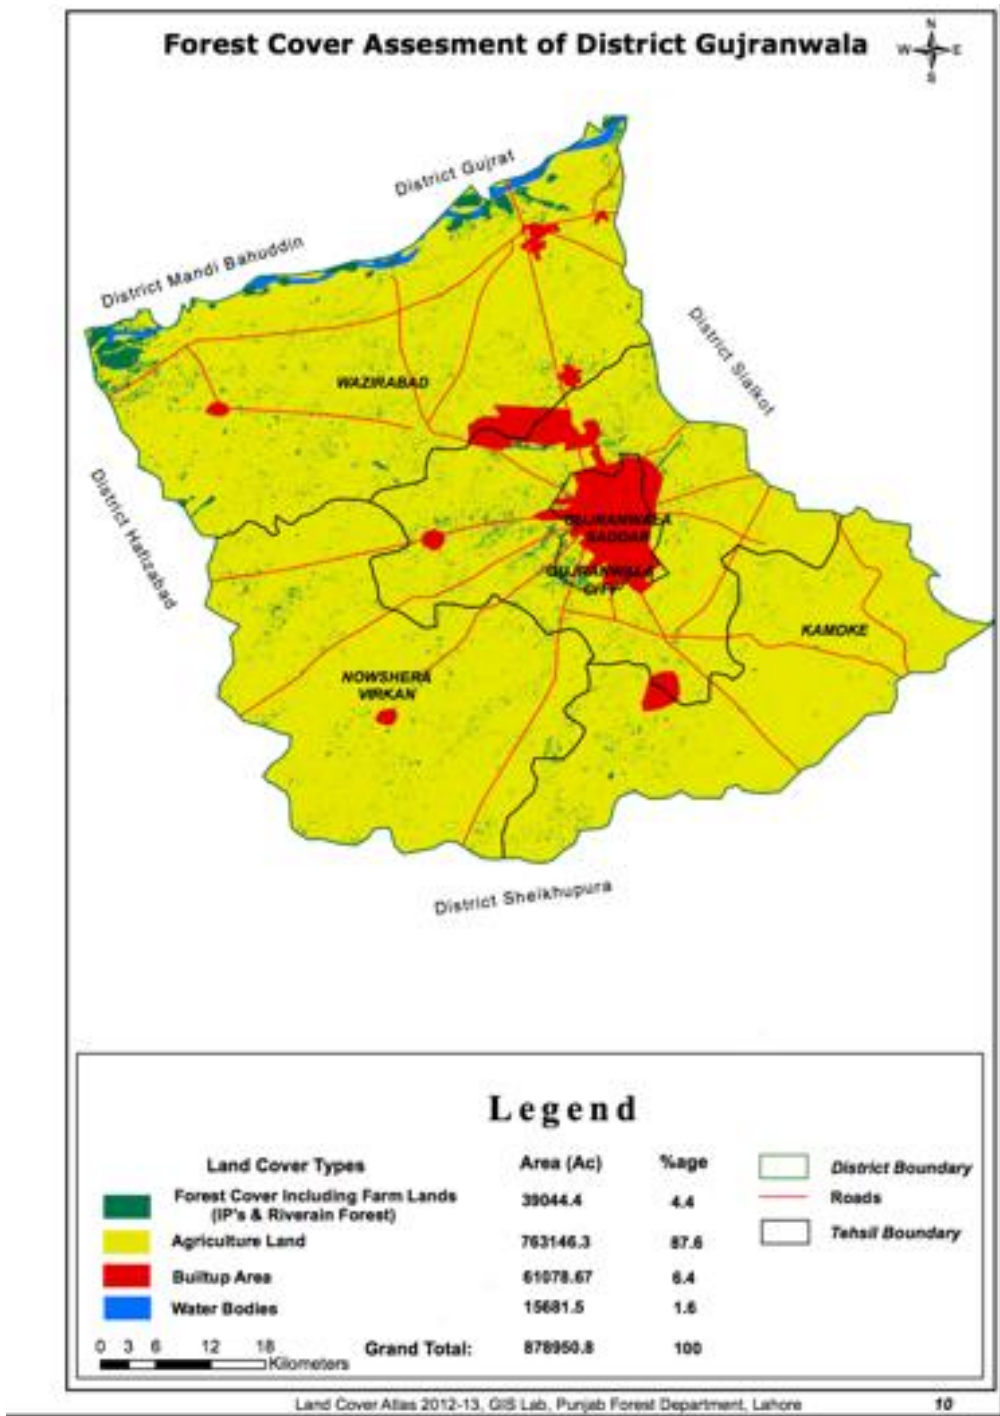 Forest Cover Assesment of District Gujranwala
N
W E
S
District Gujrat
District Mandi Bahuddin
District Sialkot
WAZIRABAD
District Hafizabad
GUJRANWALA
SADDAR
GUJRANWALA
CITY
KAMOKE
NOWSHERA
VIRKAN
District Sheikhupura
Legend
Land Cover Types Area (Ac) %age
Forest Cover Including Farm Lands
(IP's & Riverain Forest) 39044.4 4.4
Agriculture Land 763146.3 87.6
Builtup Area 61078.67 6.4
Water Bodies 15681.5 1.6
Grand Total: 878950.8 100
District Boundary
Roads
Tehsil Boundary
0 3 6 12 18
Kilometers
Land Cover Atlas 2012-13, GIS Lab, Punjab Forest Department, Lahore 10